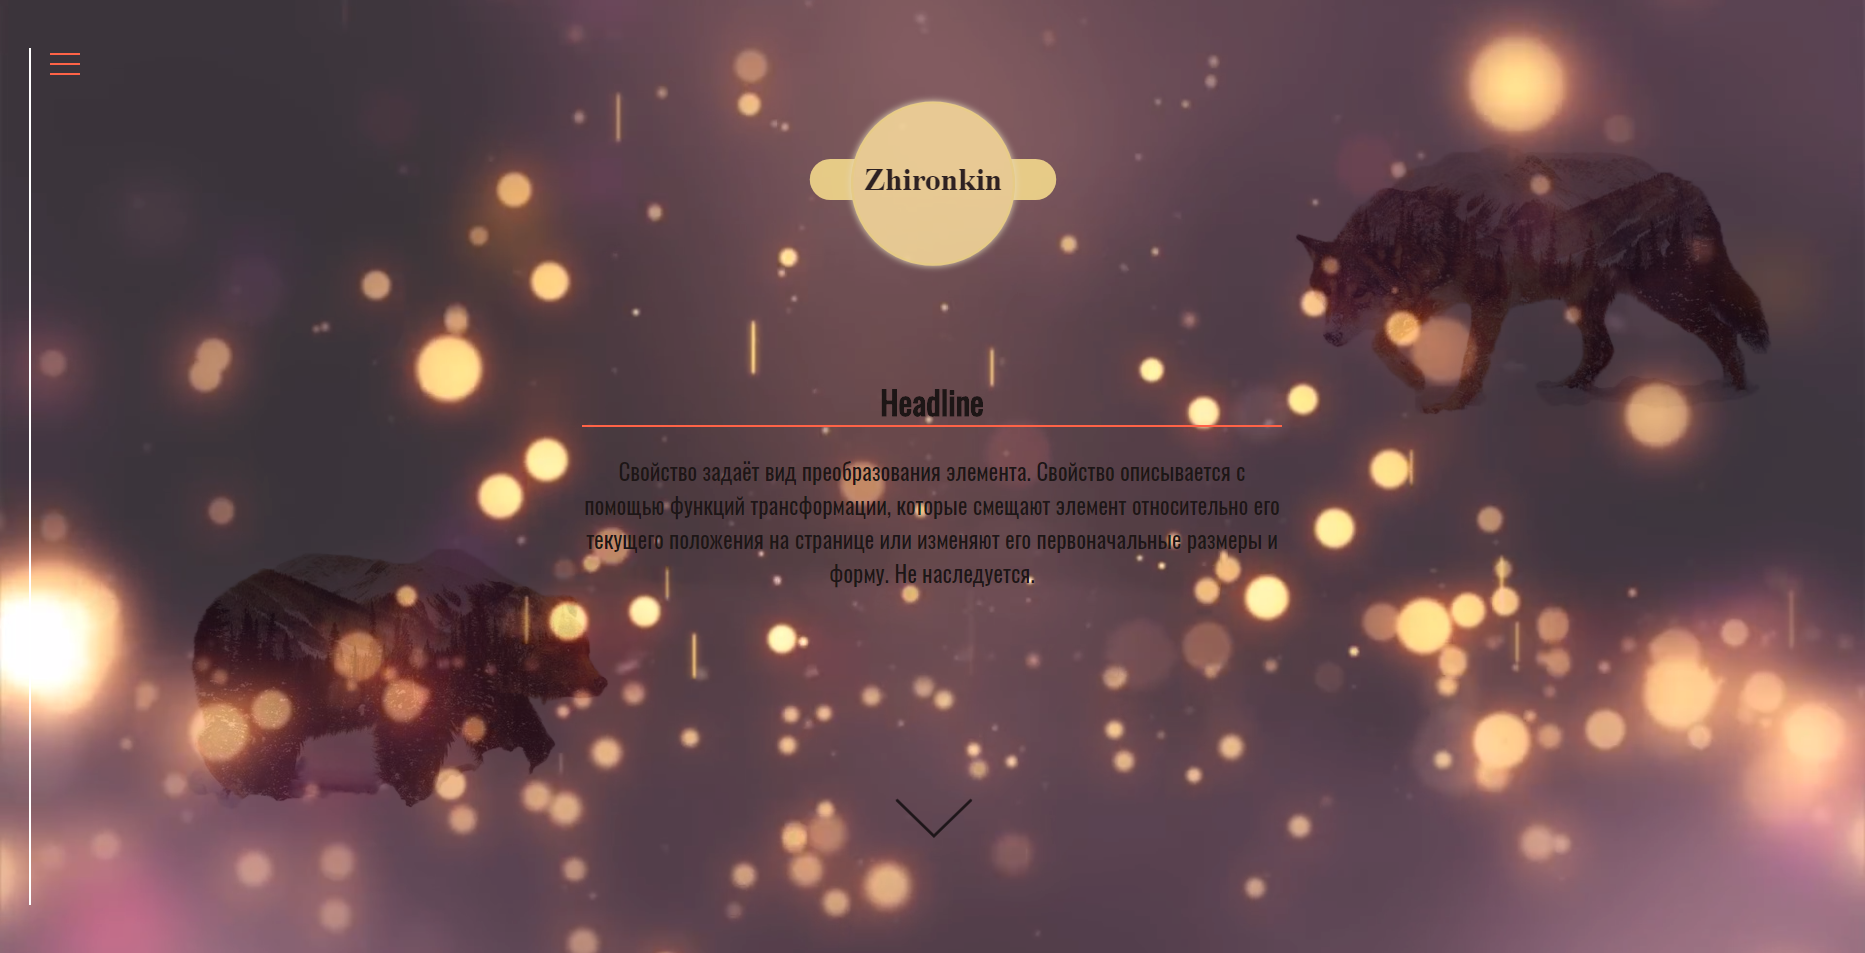 Zhironkin
Headline
Свойство задаёт вид преобразования элемента. Свойство описывается с
помощью функций трансформации, которые смещают элемент относительно его
текущего положения на странице или изменяют его первоначальные размеры и
форму. Не наследуется.